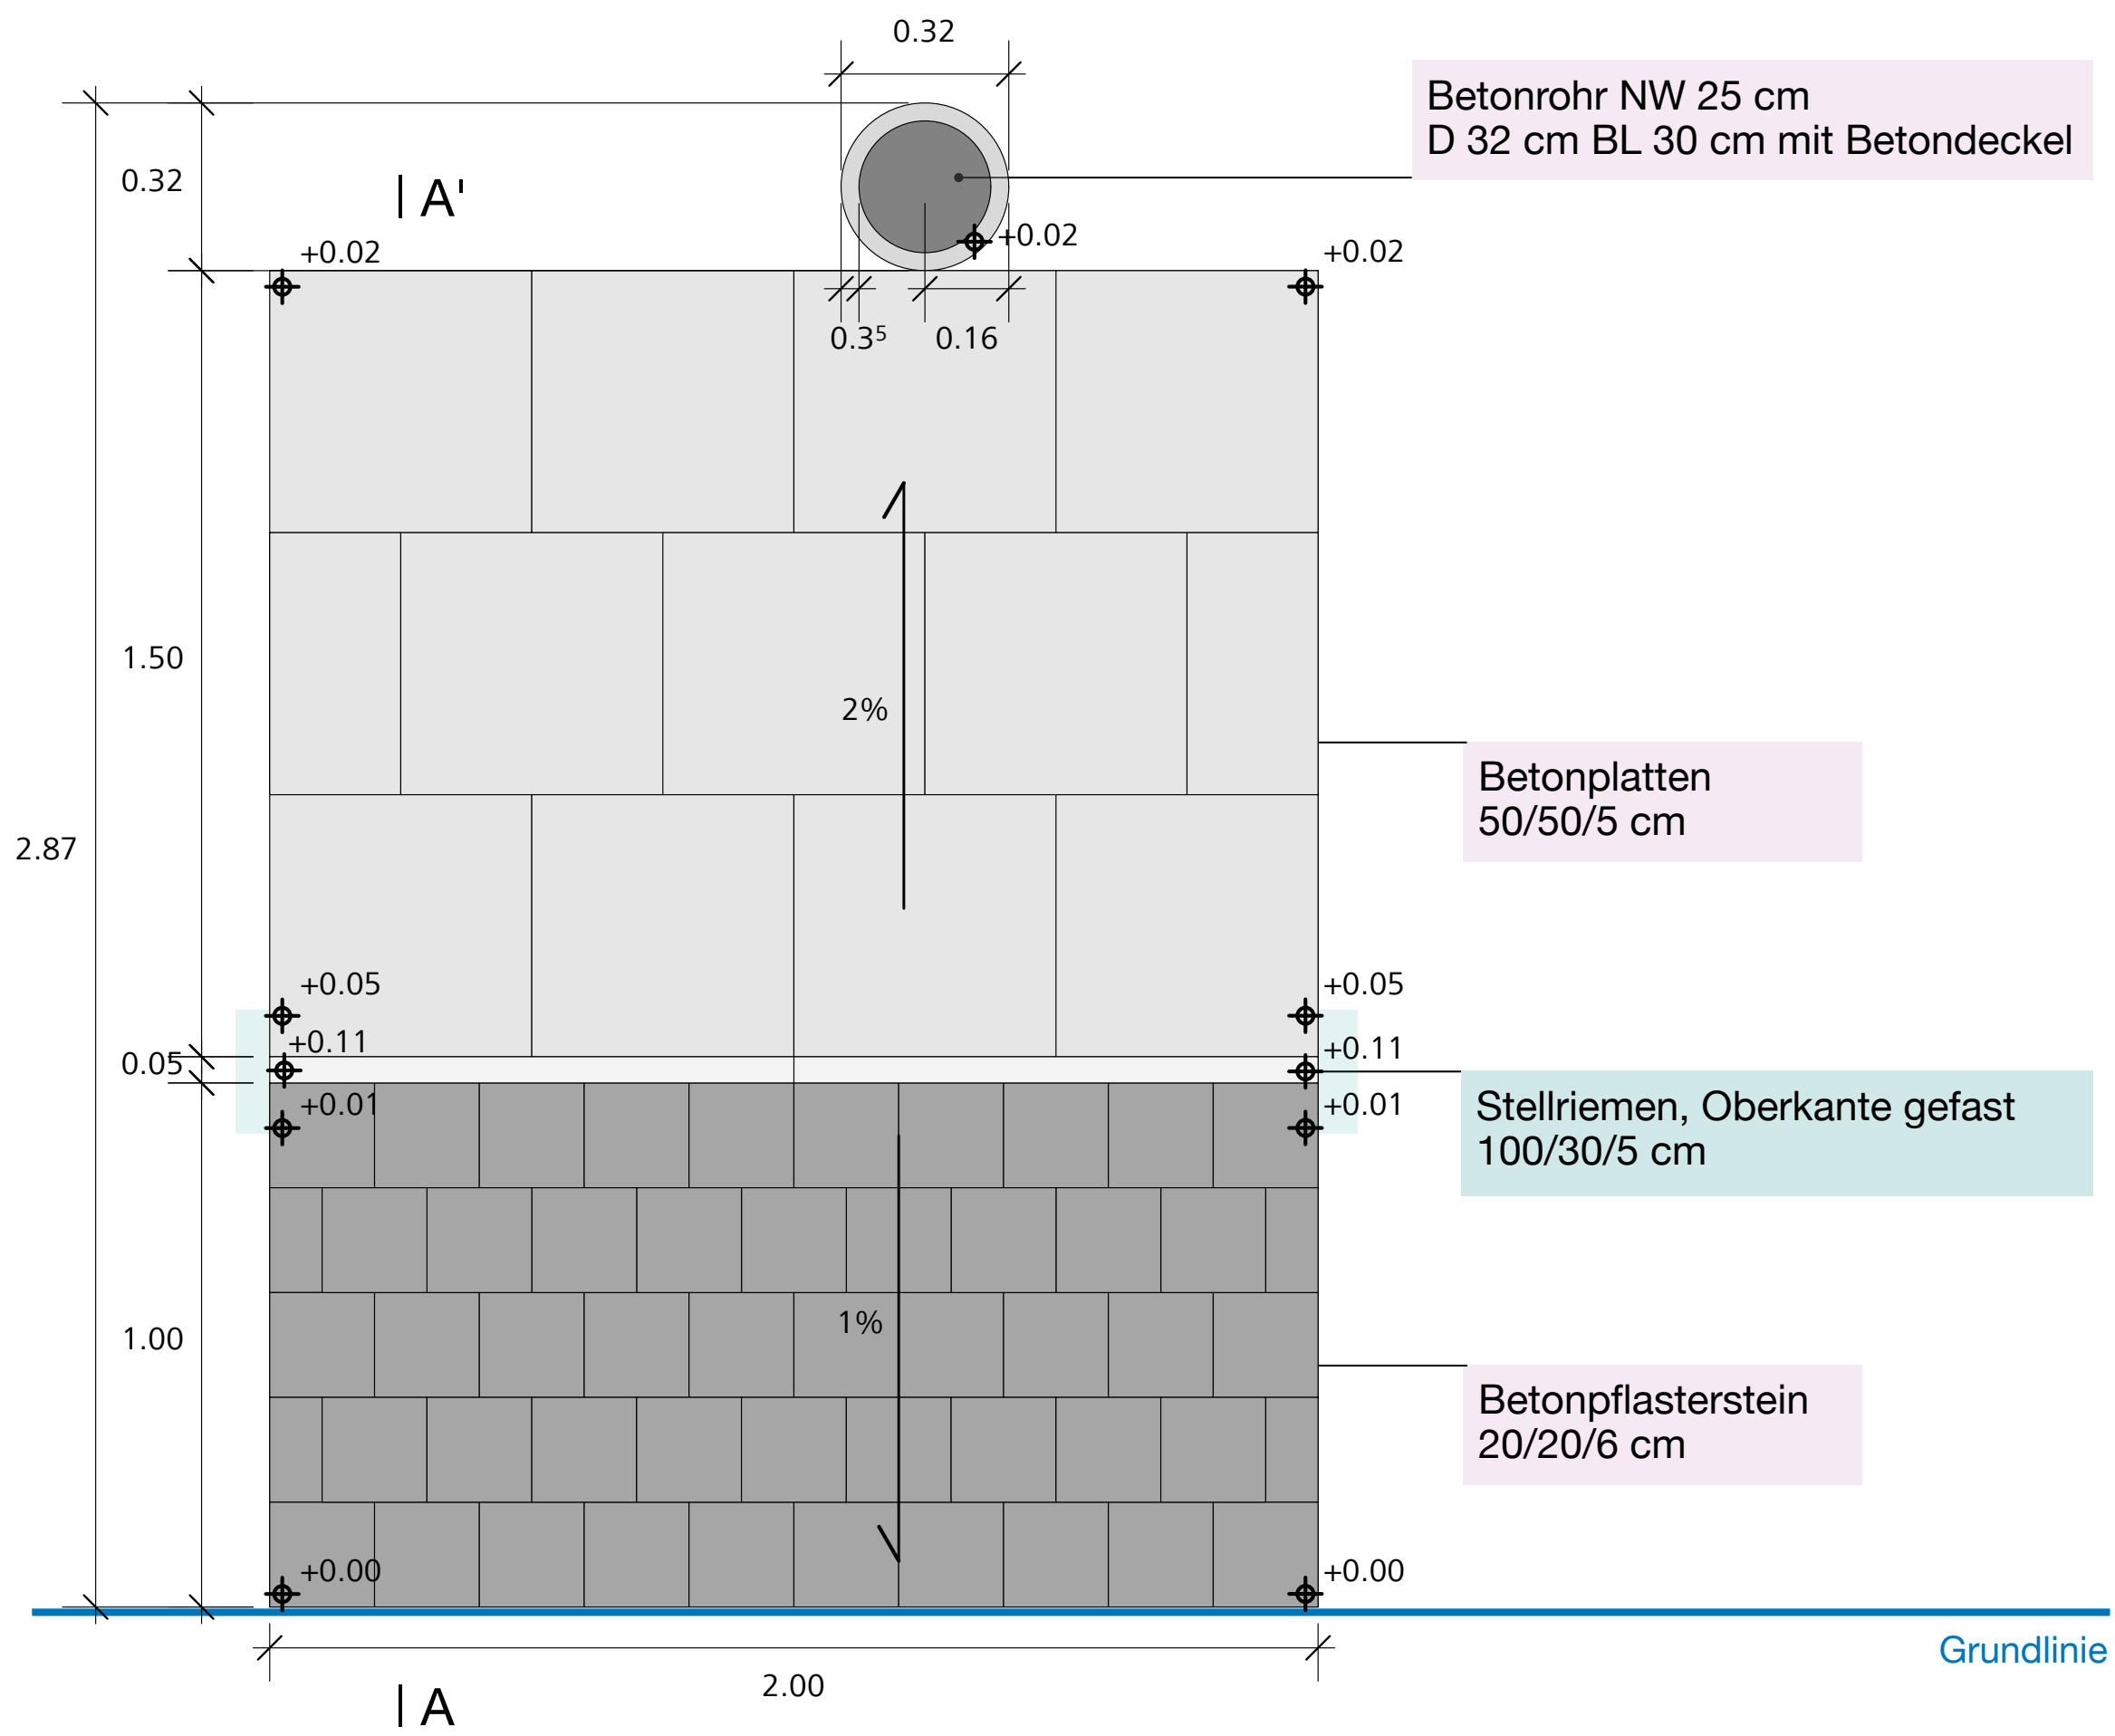 0.32
Betonrohr NW 25 cm
D 32 cm BL 30 cm mit Betondeckel
0.32
A'
+0.02
+0.02
+0.02
0.3⁵
0.16
1.50
2%
Betonplatten
50/50/5 cm
2.87
+0.05
+0.05
+0.11
+0.11
0.05
+0.01
+0.01
Stellriemen, Oberkante gefast
100/30/5 cm
1.00
1%
Betonpflasterstein
20/20/6 cm
+0.00
+0.00
Grundlinie
2.00
A